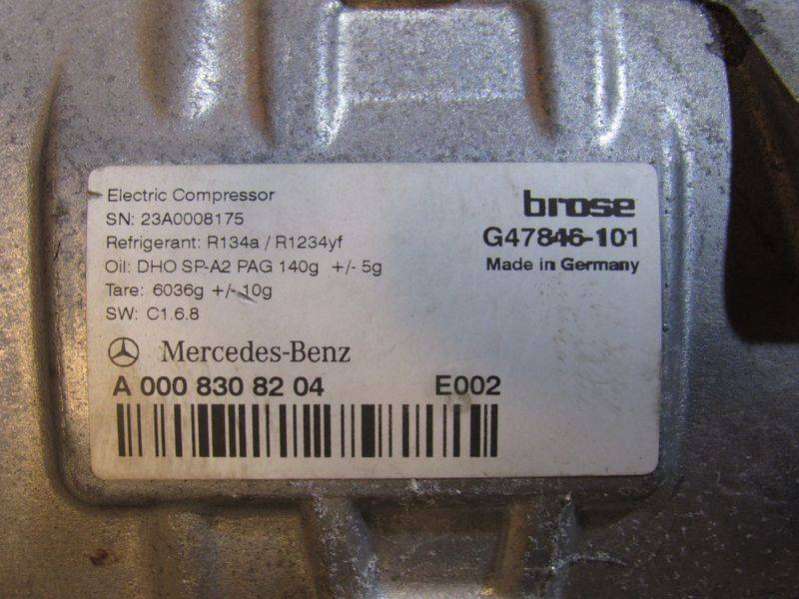 Electric Compressor
SN: 23A0008175
Refrigerant: R134a / R1234yf
Oil: DHO SP-A2 PAG 140g +/- 5g
Tare: 6036g +/- 10g
SW: C1.6.8
brose
G47846-101
Made in Germany
Mercedes-Benz
A 000 830 82 04 E002